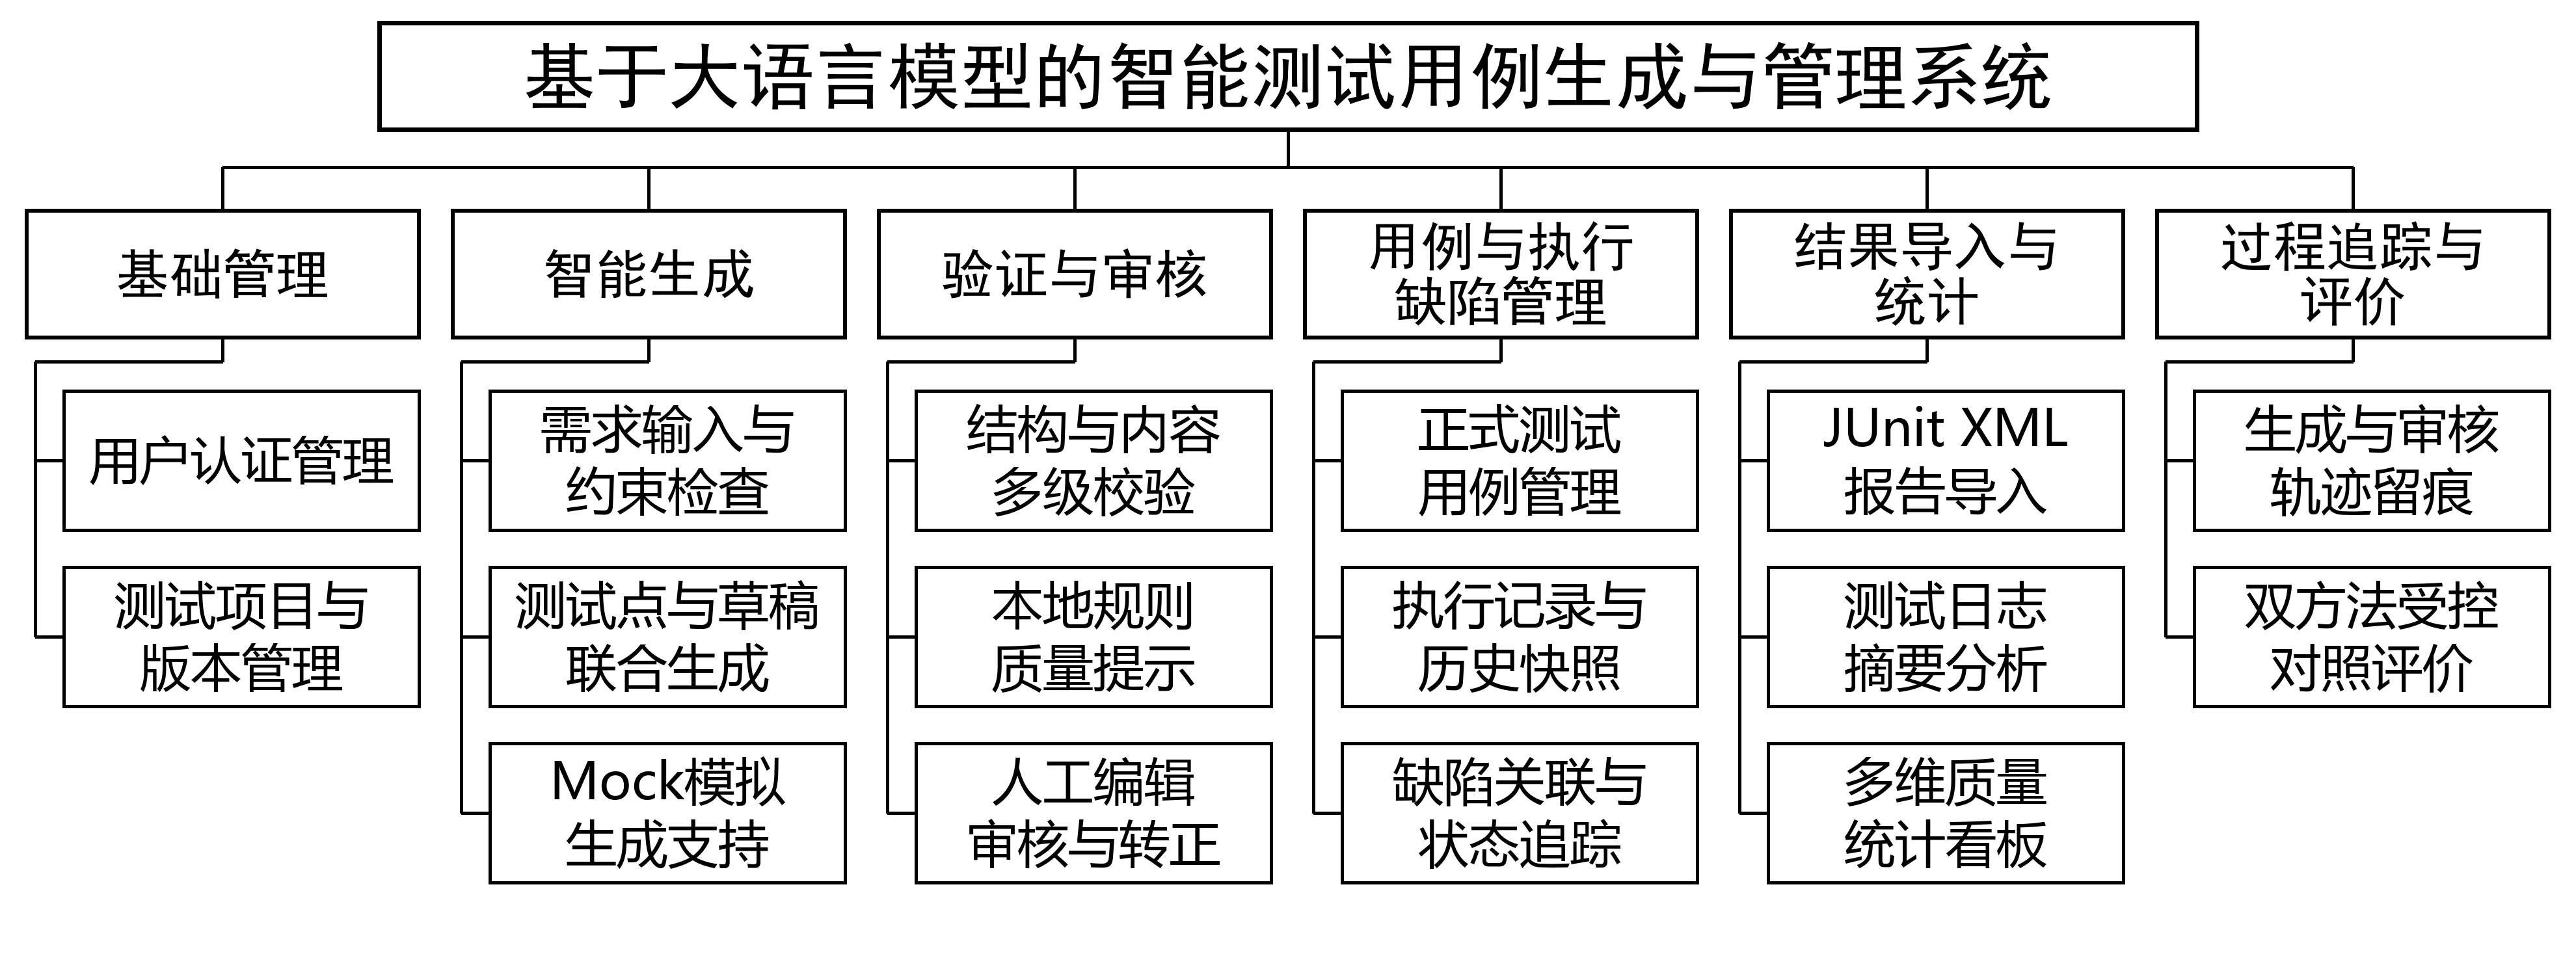 基于大语言模型的智能测试用例生成与管理系统
基础管理
用户认证管理
测试项目与
版本管理
智能生成
需求输入与
约束检查
测试点与草稿
联合生成
Mock模拟
生成支持
验证与审核
结构与内容
多级校验
本地规则
质量提示
人工编辑
审核与转正
用例与执行
缺陷管理
正式测试
用例管理
执行记录与
历史快照
缺陷关联与
状态追踪
结果导入与
统计
JUnit XML
报告导入
测试日志
摘要分析
多维质量
统计看板
过程追踪与
评价
生成与审核
轨迹留痕
双方法受控
对照评价